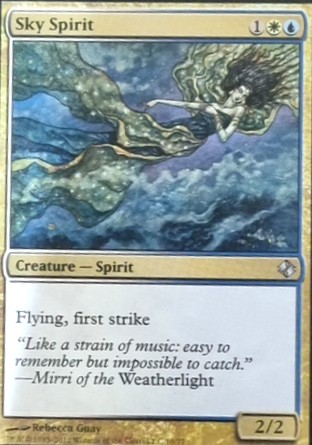 Sky Spirit 1
Creature — Spirit
Flying, first strike
“Like a strain of music: easy to
remember but impossible to catch.”
—Mirri of the Weatherlight
Rebecca Guay
2/2